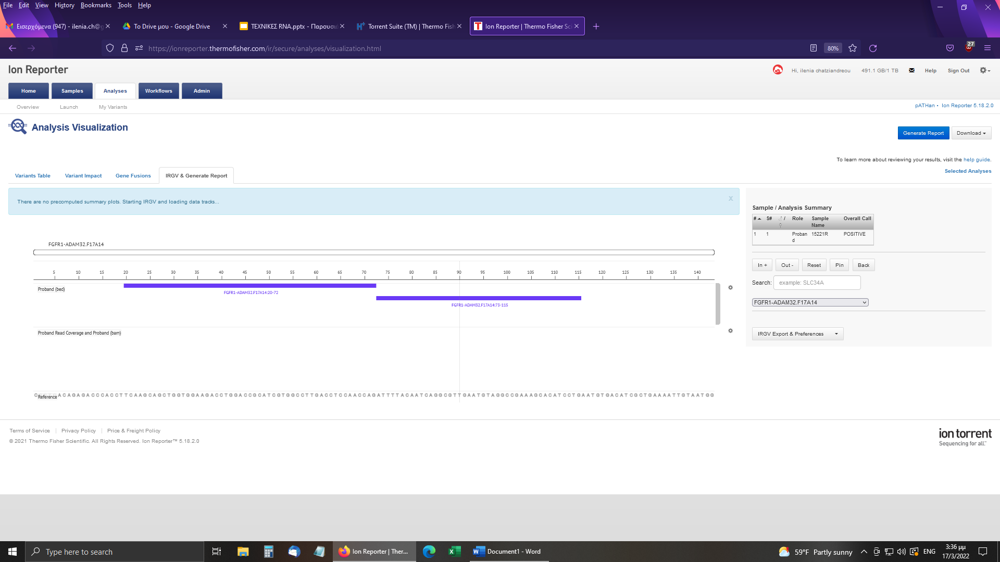 File Edit View History Bookmarks Tools Help
Εισερχόμενα (947) - ilenia.ch@g
Το Drive μου - Google Drive
ΤΕΧΝΙΚΕΣ RNA.pptx - Παρουσιά
Torrent Suite (TM) | Thermo Fish
Ion Reporter | Thermo Fisher Sci
https://ionreporter.thermofisher.com/ir/secure/analyses/visualization.html
80%
27
Ion Reporter
Hi, ilenia chatziandreou
491.1 GB/1 TB
Help
Sign Out
Home
Samples
Analyses
Workflows
Admin
Overview
Launch
My Variants
pATHan • Ion Reporter 5.18.2.0
Analysis Visualization
Generate Report
Download
To learn more about reviewing your results, visit the help guide.
Selected Analyses
Variants Table
Variant Impact
Gene Fusions
IRGV & Generate Report
There are no precomputed summary plots. Starting IRGV and loading data tracks...
x
Sample / Analysis Summary
# S# / Role Sample Name Overall Call
1 1 Proband 15221R POSITIVE
FGFR1-ADAM32.F17A14
5 10 15 20 25 30 35 40 45 50 55 60 65 70 75 80 85 90 95 100 105 110 115 120 125 130 135 140
In +
Out -
Reset
Pin
Back
Search: example: SLC34A
Proband (bed)
FGFR1-ADAM32.F17A14:20-72
FGFR1-ADAM32.F17A14:73-115
FGFR1-ADAM32.F17A14
Proband Read Coverage and Proband (bam)
IRGV Export & Preferences
Reference
C ACAGAGACCCACCTTCAAGCAGCTGGTGGAAGACCTGGACCGCATCGTGGCCTTGACCTCCAACCAGATTTTACAATCAGGCGTTGAATGTAGGCCGAAAGCACATCCTGAATGTGACATCGCTGAAAATTGTAATGG
Terms of Service | Privacy Policy | Price & Freight Policy
© 2021 Thermo Fisher Scientific. All Rights Reserved. Ion Reporter™ 5.18.2.0
ion torrent
Sequencing for all.™
Type here to search
Ion Reporter | Ther...
Document1 - Word
59°F Partly sunny
ENG
3:36 μμ
17/3/2022